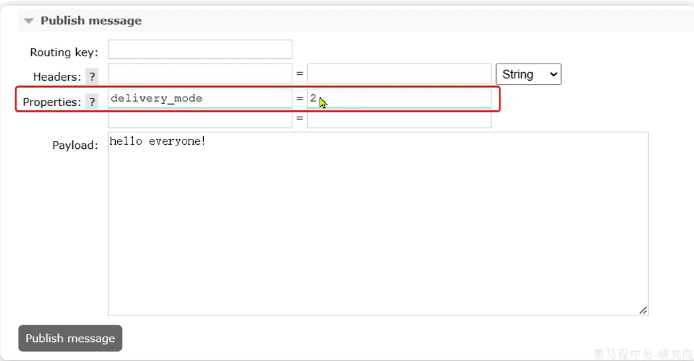 Publish message
Routing key:
Headers: ? = String
Properties: ? delivery_mode = 2
=
Payload: hello everyone!
Publish message
黑马程序员-研究院